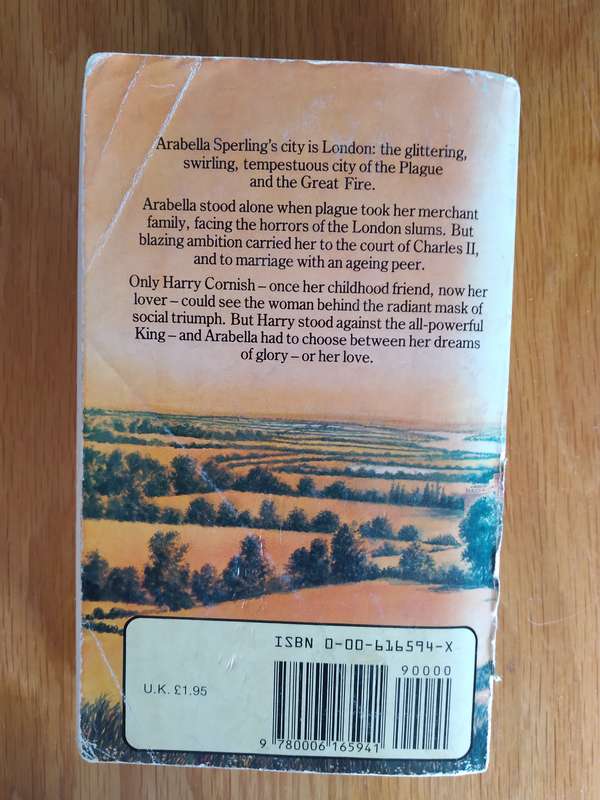 Arabella Sperling's city is London: the glittering,
swirling, tempestuous city of the Plague
and the Great Fire.
Arabella stood alone when plague took her merchant
family, facing the horrors of the London slums. But
blazing ambition carried her to the court of Charles II,
and to marriage with an ageing peer.
Only Harry Cornish – once her childhood friend, now her
lover – could see the woman behind the radiant mask of
social triumph. But Harry stood against the all-powerful
King – and Arabella had to choose between her dreams
of glory – or her love.
ISBN 0-00-616594-X
90000
U.K. £1.95
9 780006 165941